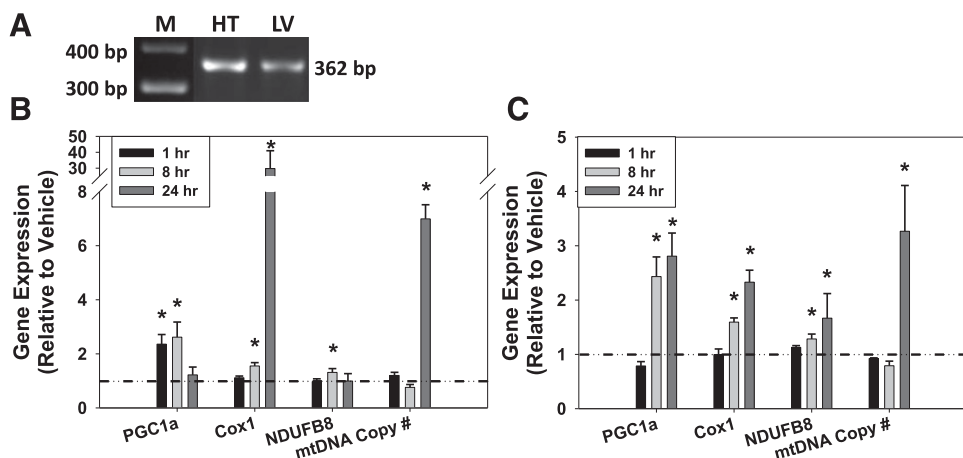 A
M HT LV
400 bp
300 bp
362 bp
B
Gene Expression
(Relative to Vehicle)
50
40
30
8
6
4
2
0
1 hr
8 hr
24 hr
* * * * * *
PGC1a Cox1 NDUFB8 mtDNA Copy #
C
Gene Expression
(Relative to Vehicle)
5
4
3
2
1
0
1 hr
8 hr
24 hr
* * * * * * *
PGC1a Cox1 NDUFB8 mtDNA Copy #